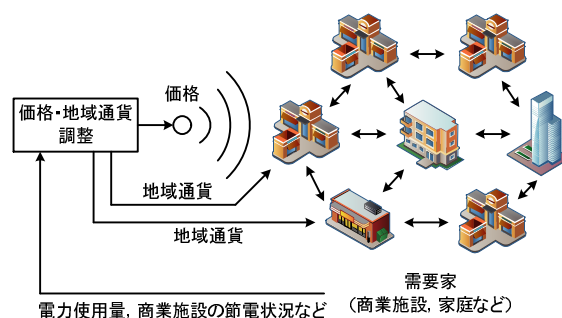 価格・地域通貨
調整
価格
地域通貨
地域通貨
需要家
（商業施設，家庭など）
電力使用量，商業施設の節電状況など